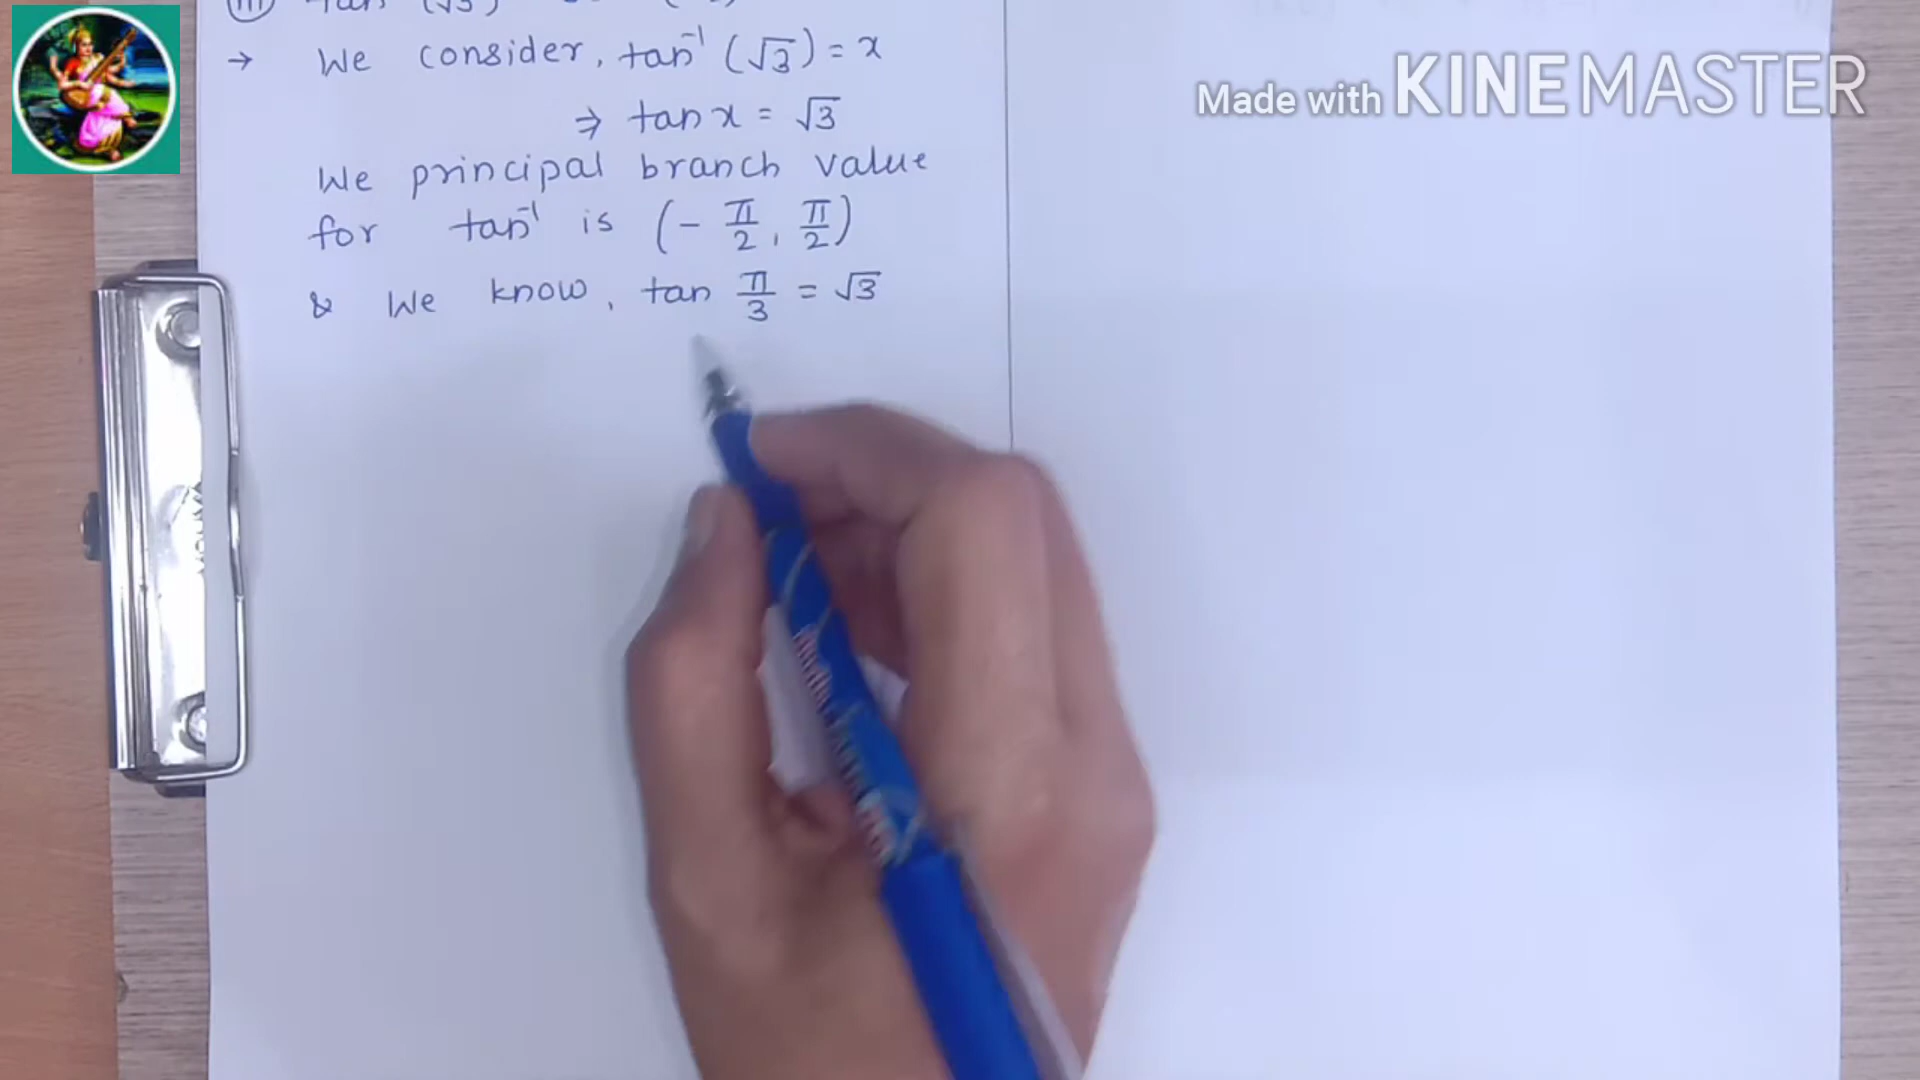 → We consider, tan⁻¹ (√3) = x
⇒ tan x = √3
We principal branch value
for tan⁻¹ is (- π/2, π/2)
& We know, tan π/3 = √3
Made with KINEMASTER